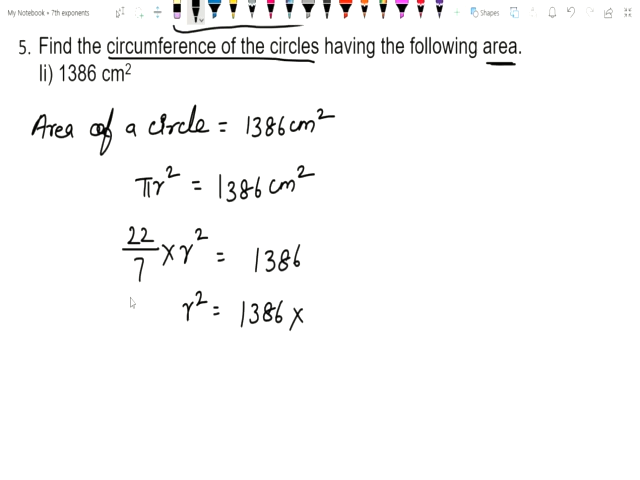 My Notebook » 7th exponents
Shapes
5. Find the circumference of the circles having the following area.
Ii) 1386 cm²
Area of a circle = 1386 cm²
πr² = 1386 cm²
22/7 × r² = 1386
r² = 1386 ×